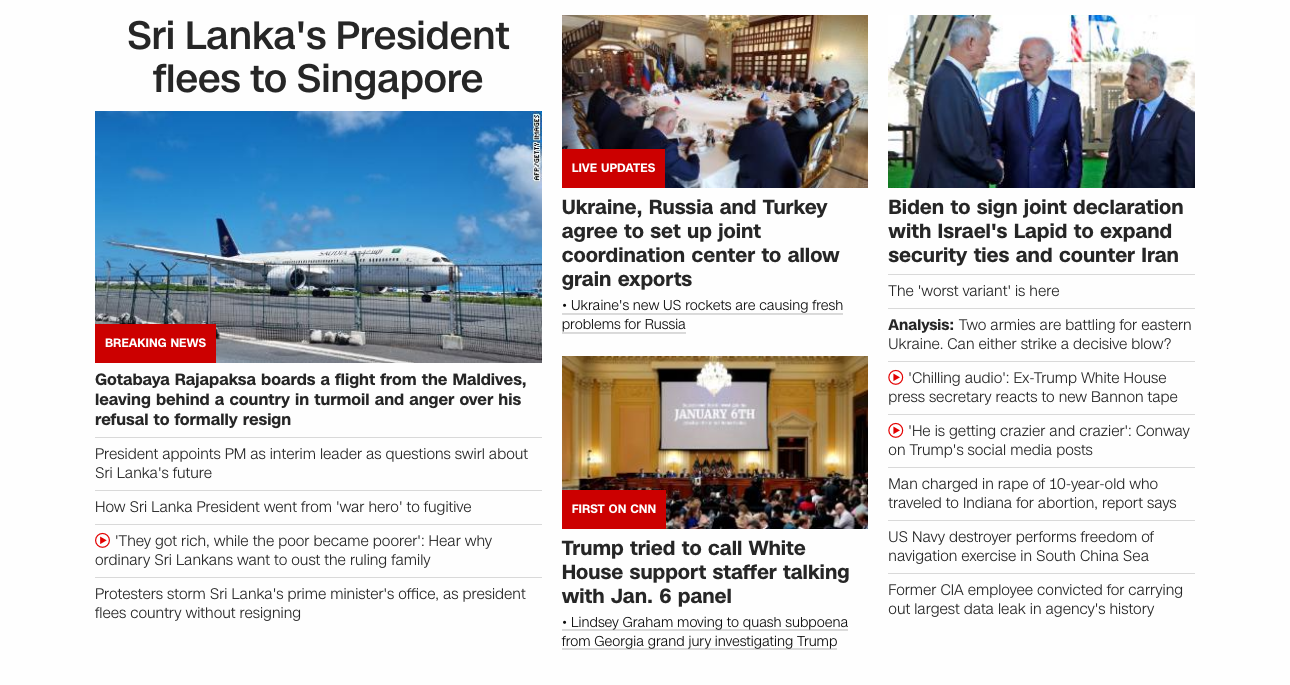 Sri Lanka's President
flees to Singapore
AFP/GETTY IMAGES
SAUDIA السعودية
BREAKING NEWS
Gotabaya Rajapaksa boards a flight from the Maldives,
leaving behind a country in turmoil and anger over his
refusal to formally resign
President appoints PM as interim leader as questions swirl about
Sri Lanka's future
How Sri Lanka President went from 'war hero' to fugitive
'They got rich, while the poor became poorer': Hear why
ordinary Sri Lankans want to oust the ruling family
Protesters storm Sri Lanka's prime minister's office, as president
flees country without resigning
LIVE UPDATES
Ukraine, Russia and Turkey
agree to set up joint
coordination center to allow
grain exports
• Ukraine's new US rockets are causing fresh
problems for Russia
JANUARY 6TH
FIRST ON CNN
Trump tried to call White
House support staffer talking
with Jan. 6 panel
• Lindsey Graham moving to quash subpoena
from Georgia grand jury investigating Trump
Biden to sign joint declaration
with Israel's Lapid to expand
security ties and counter Iran
The 'worst variant' is here
Analysis: Two armies are battling for eastern
Ukraine. Can either strike a decisive blow?
'Chilling audio': Ex-Trump White House
press secretary reacts to new Bannon tape
'He is getting crazier and crazier': Conway
on Trump's social media posts
Man charged in rape of 10-year-old who
traveled to Indiana for abortion, report says
US Navy destroyer performs freedom of
navigation exercise in South China Sea
Former CIA employee convicted for carrying
out largest data leak in agency's history